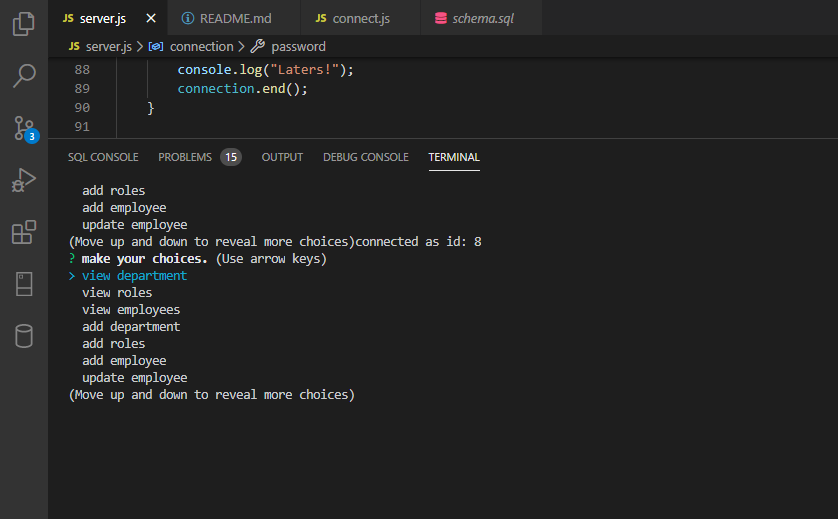 JS server.js × README.md JS connect.js schema.sql
JS server.js > connection > password
88 console.log("Laters!");
89 connection.end();
90 }
91
3
SQL CONSOLE PROBLEMS 15 OUTPUT DEBUG CONSOLE TERMINAL
add roles
add employee
update employee
(Move up and down to reveal more choices)connected as id: 8
? make your choices. (Use arrow keys)
> view department
view roles
view employees
add department
add roles
add employee
update employee
(Move up and down to reveal more choices)